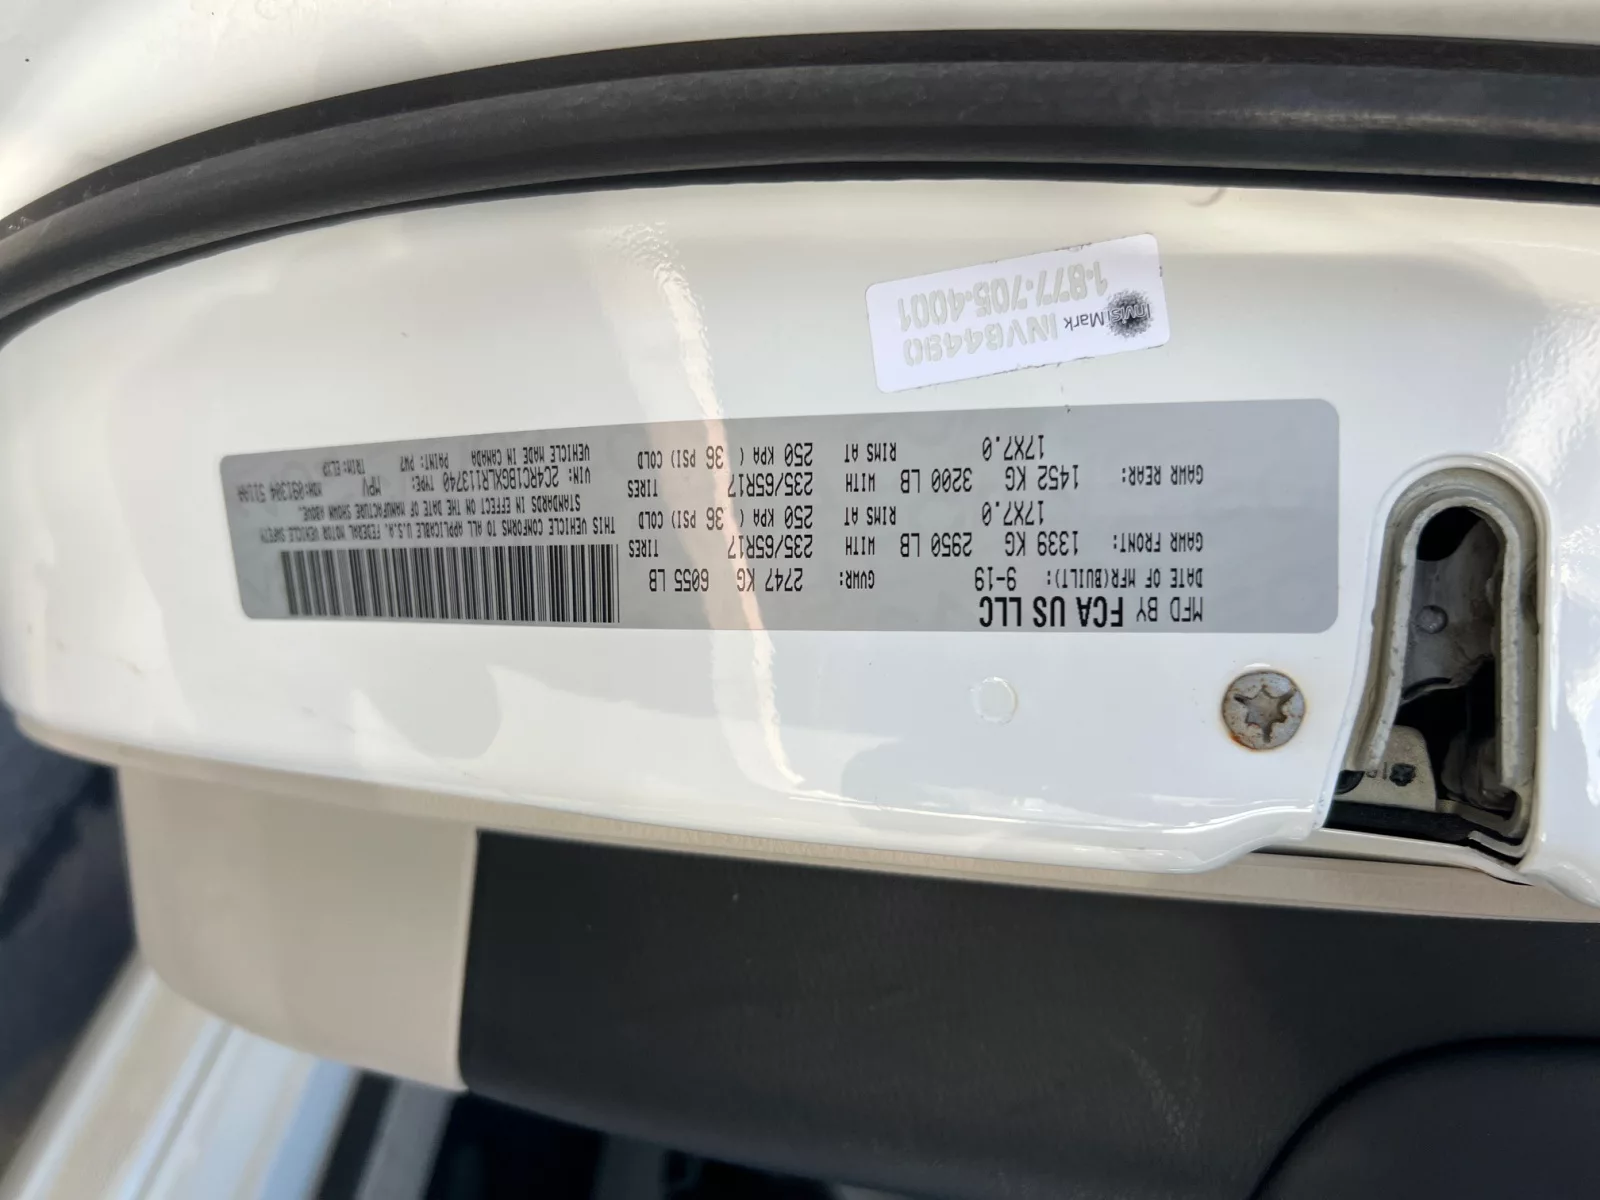 MFD BY FCA US LLC
DATE OF MFR(BUILT): 9-19 GVWR: 2747 KG 6055 LB
GAWR FRONT: 1339 KG 2950 LB WITH 235/65R17 TIRES
17X7.0 RIMS AT 250 KPA ( 36 PSI) COLD
GAWR REAR: 1452 KG 3200 LB WITH 235/65R17 TIRES
17X7.0 RIMS AT 250 KPA ( 36 PSI) COLD
THIS VEHICLE CONFORMS TO ALL APPLICABLE U.S.A. FEDERAL MOTOR VEHICLE SAFETY
STANDARDS IN EFFECT ON THE DATE OF MANUFACTURE SHOWN ABOVE.
VIN: 2C4RC1BGXLR113740 TYPE: MPV MDH:091304 511AA
VEHICLE MADE IN CANADA PAINT: PW7 TRIM:
InvisiMark INV64490
1-877-705-4001